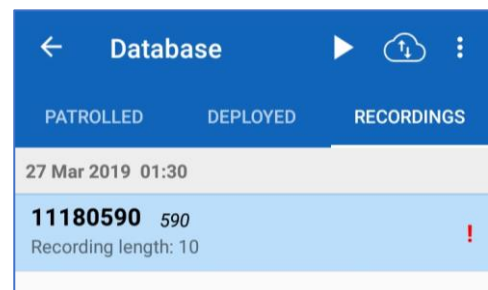 Database
PATROLLED DEPLOYED RECORDINGS
27 Mar 2019 01:30
11180590 590
Recording length: 10
!